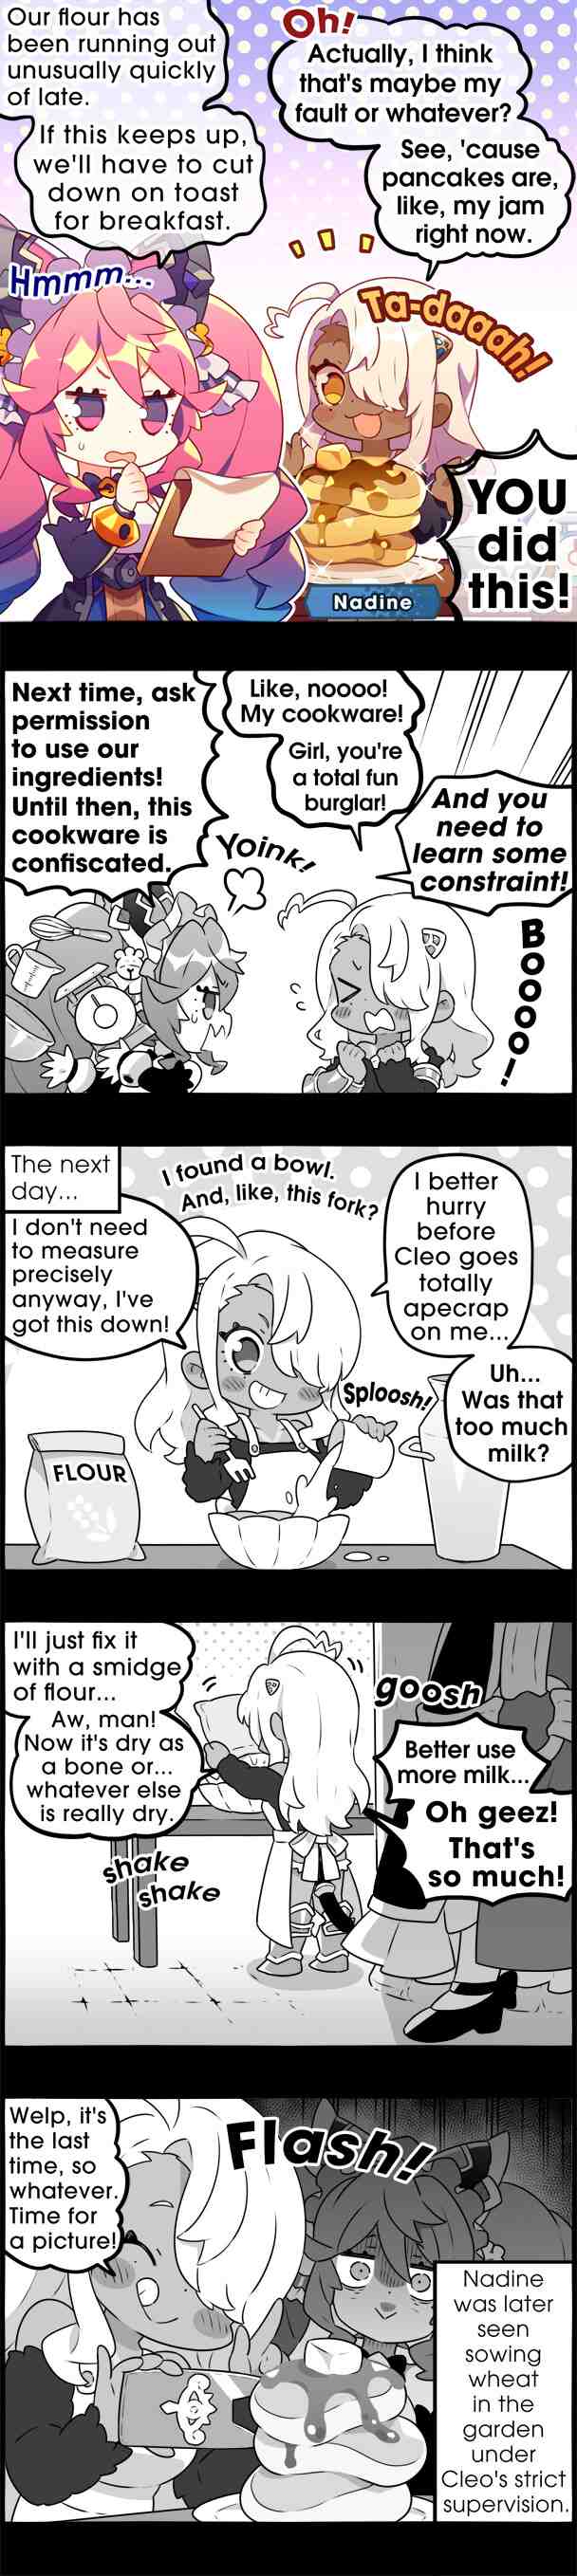 Our flour has
been running out
unusually quickly
of late.
If this keeps up,
we'll have to cut
down on toast
for breakfast.
Hmmm...
Oh!
Actually, I think
that's maybe my
fault or whatever?
See, 'cause
pancakes are,
like, my jam
right now.
Ta-daaah!
YOU
did
this!
Nadine
Next time, ask
permission
to use our
ingredients!
Until then, this
cookware is
confiscated.
Yoink!
Like, noooo!
My cookware!
Girl, you're
a total fun
burglar!
And you
need to
learn some
constraint!
Boooo!
The next
day...
I found a bowl.
And, like, this fork?
I don't need
to measure
precisely
anyway, I've
got this down!
I better
hurry
before
Cleo goes
totally
apecrap
on me...
Sploosh!
Uh...
Was that
too much
milk?
FLOUR
I'll just fix it
with a smidge
of flour...
Aw, man!
Now it's dry as
a bone or...
whatever else
is really dry.
shake
shake
goosh
Better use
more milk...
Oh geez!
That's
so much!
Welp, it's
the last
time, so
whatever.
Time for
a picture!
Flash!
Nadine
was later
seen
sowing
wheat
in the
garden
under
Cleo's strict
supervision.